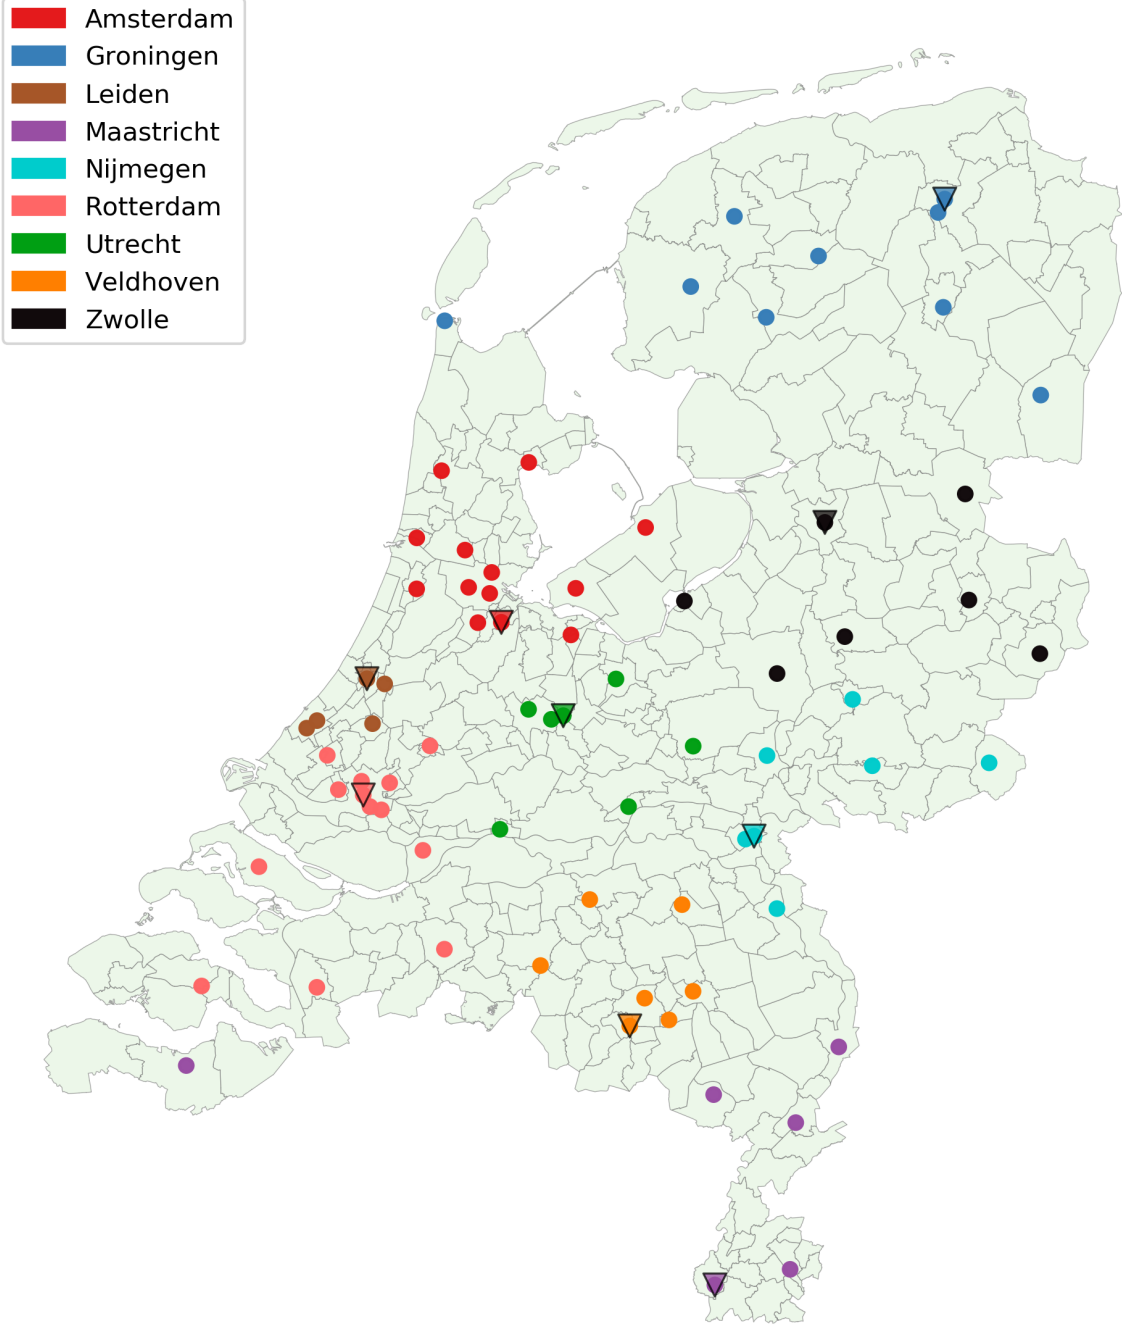 Amsterdam
Groningen
Leiden
Maastricht
Nijmegen
Rotterdam
Utrecht
Veldhoven
Zwolle